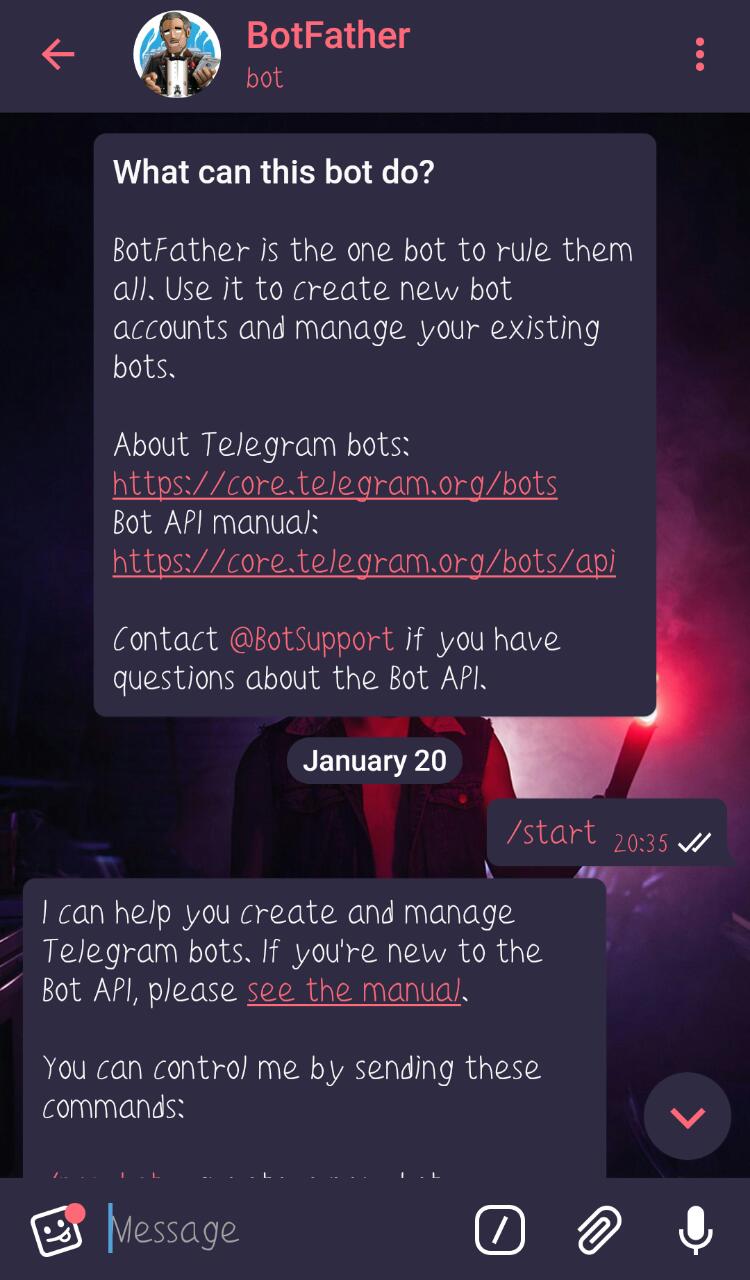 BotFather
bot
What can this bot do?
BotFather is the one bot to rule them
all. Use it to create new bot
accounts and manage your existing
bots.
About Telegram bots:
https://core.telegram.org/bots
Bot API manual:
https://core.telegram.org/bots/api
Contact @BotSupport if you have
questions about the Bot API.
January 20
/start 20:35
I can help you create and manage
Telegram bots. If you're new to the
Bot API, please see the manual.
You can control me by sending these
commands:
Message